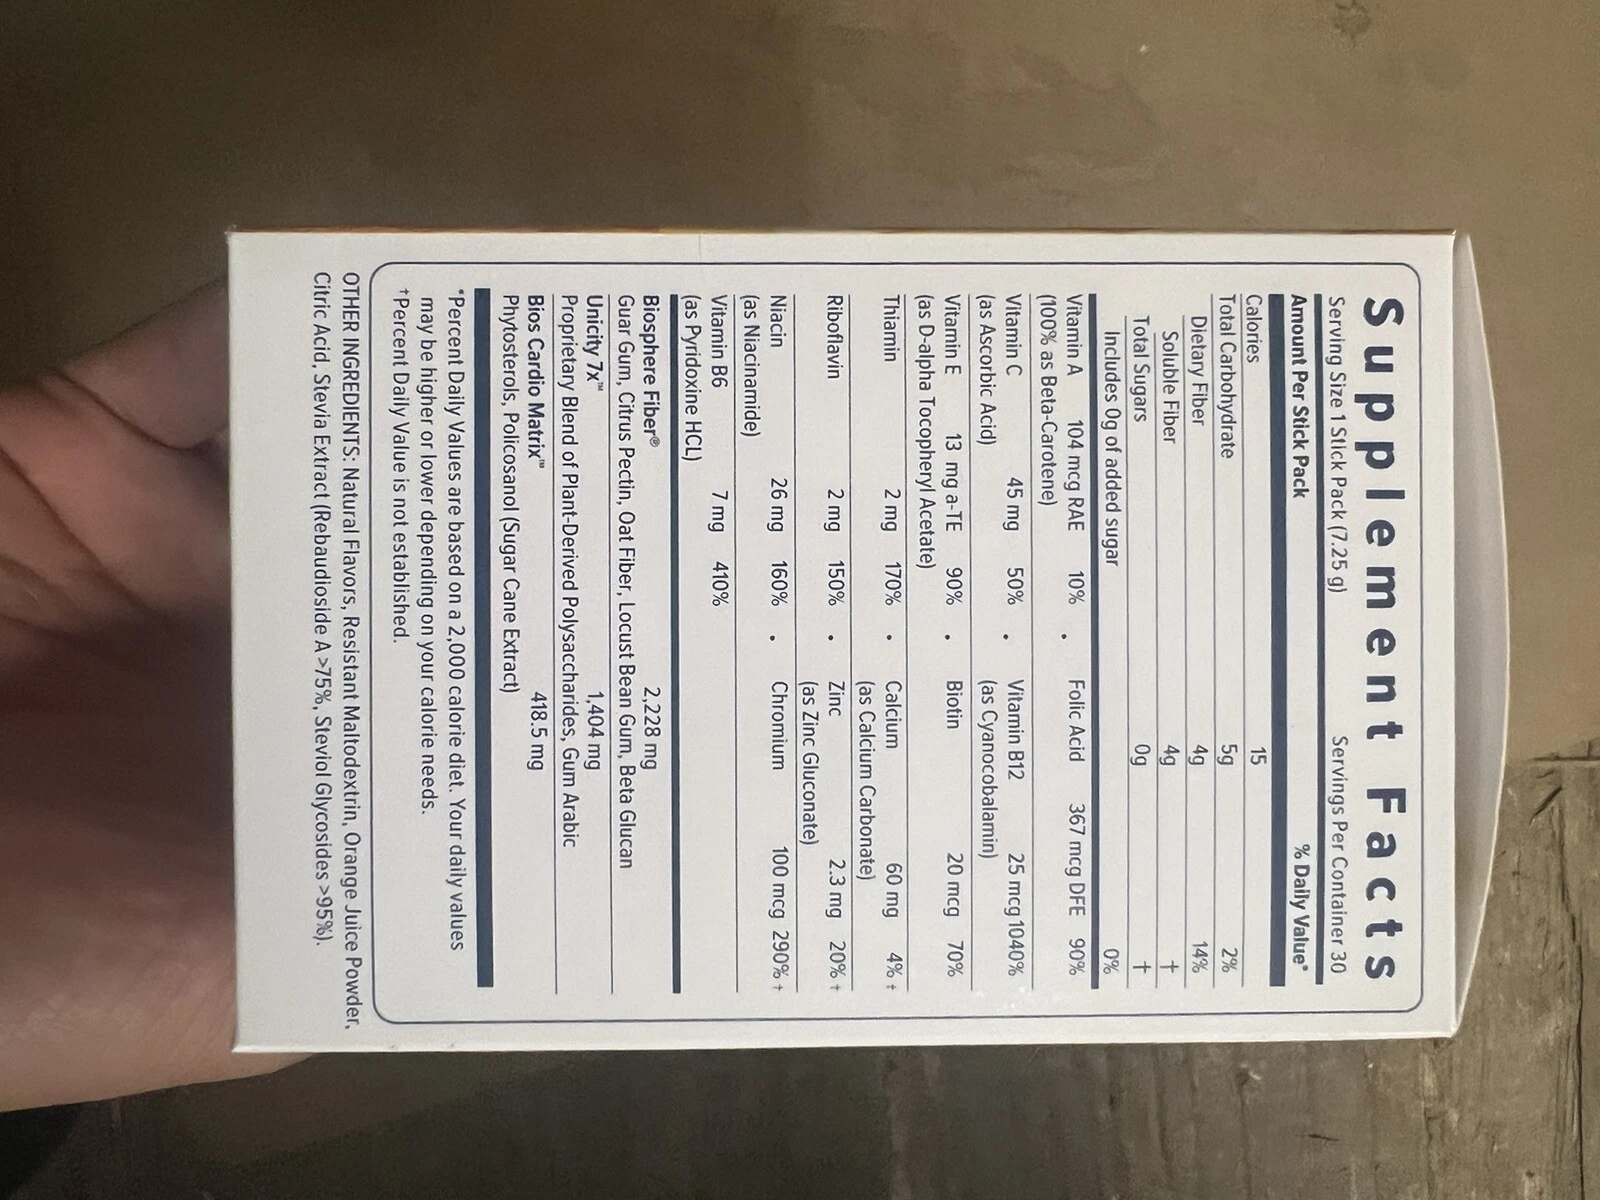 Supplement Facts
Serving Size 1 Stick Pack (7.25 g) Servings Per Container 30
Amount Per Stick Pack % Daily Value*
Calories 15
Total Carbohydrate 5g 2%
Dietary Fiber 4g 14%
Soluble Fiber 4g †
Total Sugars 0g †
Includes 0g of added sugar 0%
Vitamin A 104 mcg RAE 10% • Folic Acid 367 mcg DFE 90%
(100% as Beta-Carotene)
Vitamin C 45 mg 50% • Vitamin B12 25 mcg 1040%
(as Ascorbic Acid) (as Cyanocobalamin)
Vitamin E 13 mg a-TE 90% • Biotin 20 mcg 70%
(as D-alpha Tocopheryl Acetate)
Thiamin 2 mg 170% • Calcium 60 mg 4% ‡
(as Calcium Carbonate)
Riboflavin 2 mg 150% • Zinc 2.3 mg 20% †
(as Zinc Gluconate)
Niacin 26 mg 160% • Chromium 100 mcg 290% †
(as Niacinamide)
Vitamin B6 7 mg 410%
(as Pyridoxine HCL)
Biosphere Fiber® 2,228 mg
Guar Gum, Citrus Pectin, Oat Fiber, Locust Bean Gum, Beta Glucan
Unicity 7x™ 1,404 mg
Proprietary Blend of Plant-Derived Polysaccharides, Gum Arabic
Bios Cardio Matrix™ 418.5 mg
Phytosterols, Policosanol (Sugar Cane Extract)
*Percent Daily Values are based on a 2,000 calorie diet. Your daily values
may be higher or lower depending on your calorie needs.
†Percent Daily Value is not established.
OTHER INGREDIENTS: Natural Flavors, Resistant Maltodextrin, Orange Juice Powder,
Citric Acid, Stevia Extract (Rebaudioside A >75%, Steviol Glycosides >95%).